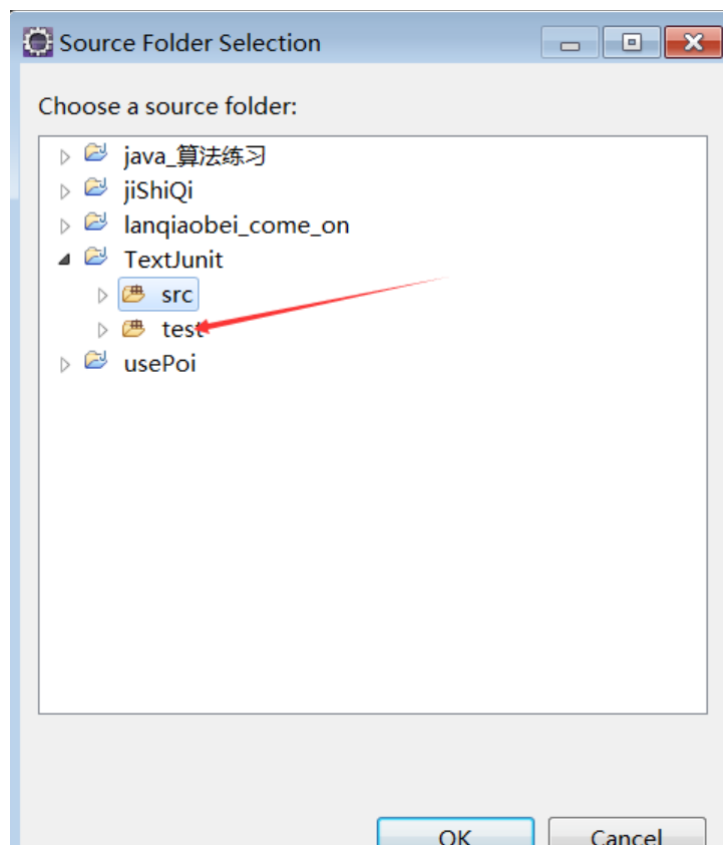 Source Folder Selection
Choose a source folder:
java_算法练习
jiShiQi
lanqiaobei_come_on
TextJunit
src
test
usePoi
OK
Cancel